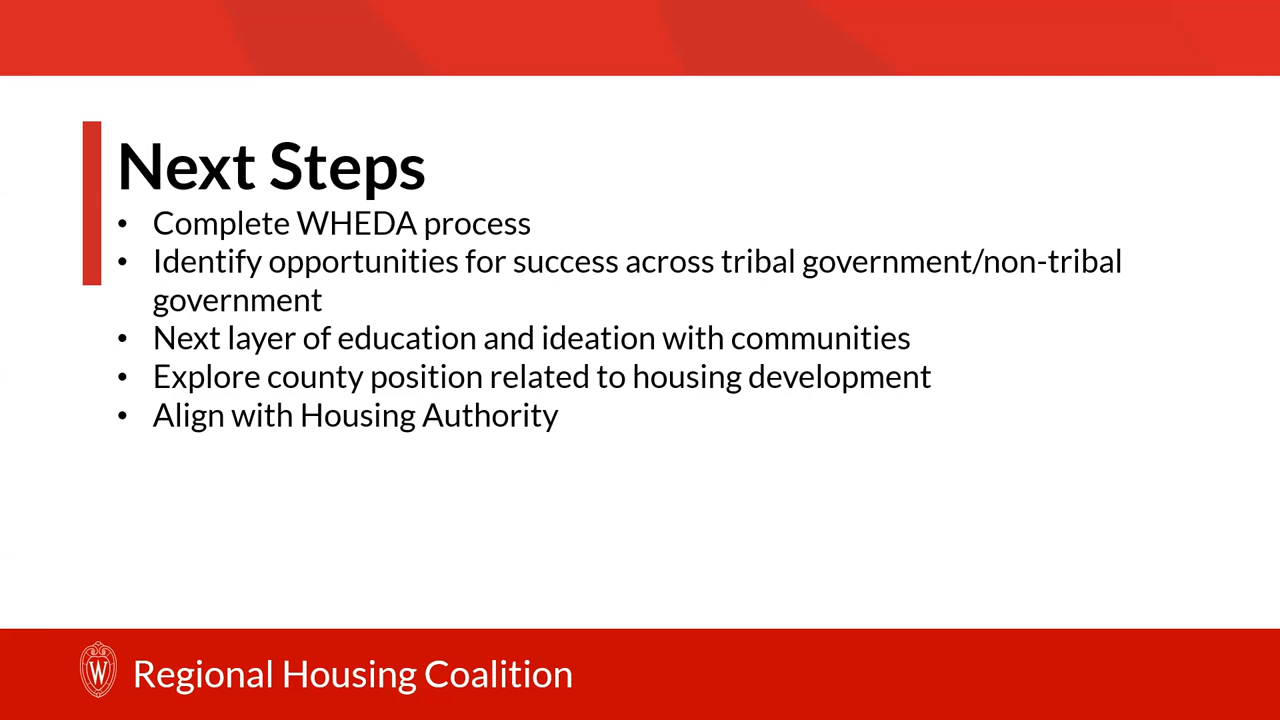 Next Steps
• Complete WHEDA process
• Identify opportunities for success across tribal government/non-tribal
government
• Next layer of education and ideation with communities
• Explore county position related to housing development
• Align with Housing Authority
W Regional Housing Coalition